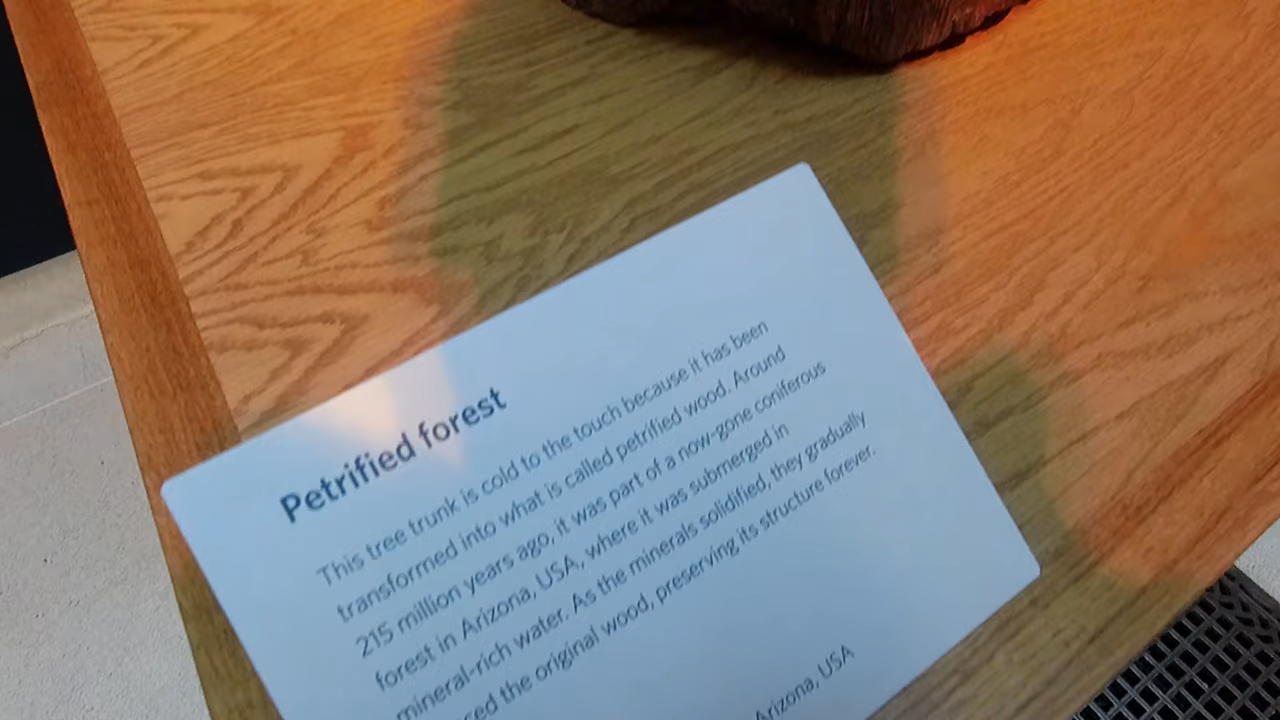 Petrified forest
This tree trunk is cold to the touch because it has been
transformed into what is called petrified wood. Around
215 million years ago, it was part of a now-gone coniferous
forest in Arizona, USA, where it was submerged in
mineral-rich water. As the minerals solidified, they gradually
the original wood, preserving its structure forever.
Arizona, USA